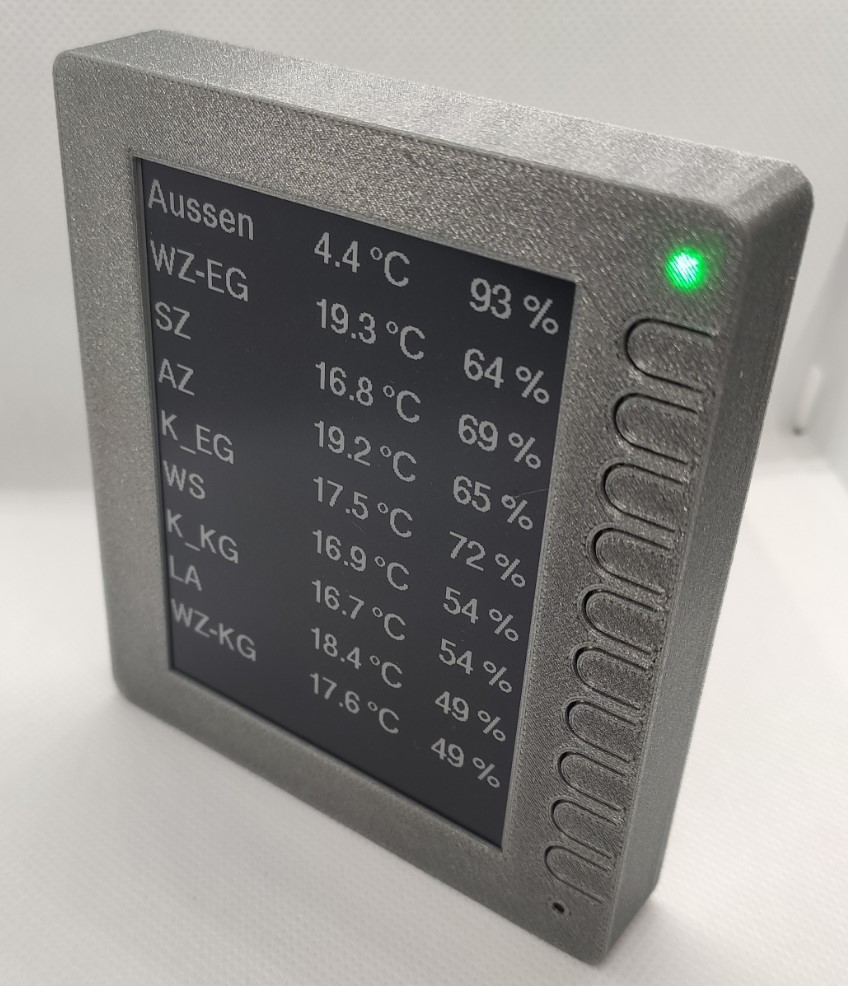 Aussen 4.4 °C 93 %
WZ-EG 19.3 °C 64 %
SZ 16.8 °C 69 %
AZ 19.2 °C 65 %
K_EG 17.5 °C 72 %
WS 16.9 °C 54 %
K_KG 16.7 °C 54 %
LA 18.4 °C 49 %
WZ-KG 17.6 °C 49 %